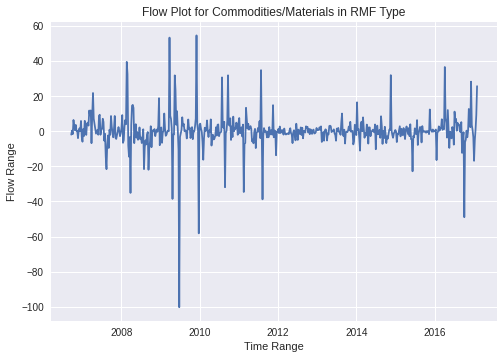 Flow Plot for Commodities/Materials in RMF Type
60
40
20
0
−20
−40
−60
−80
−100
Flow Range
2008 2010 2012 2014 2016
Time Range